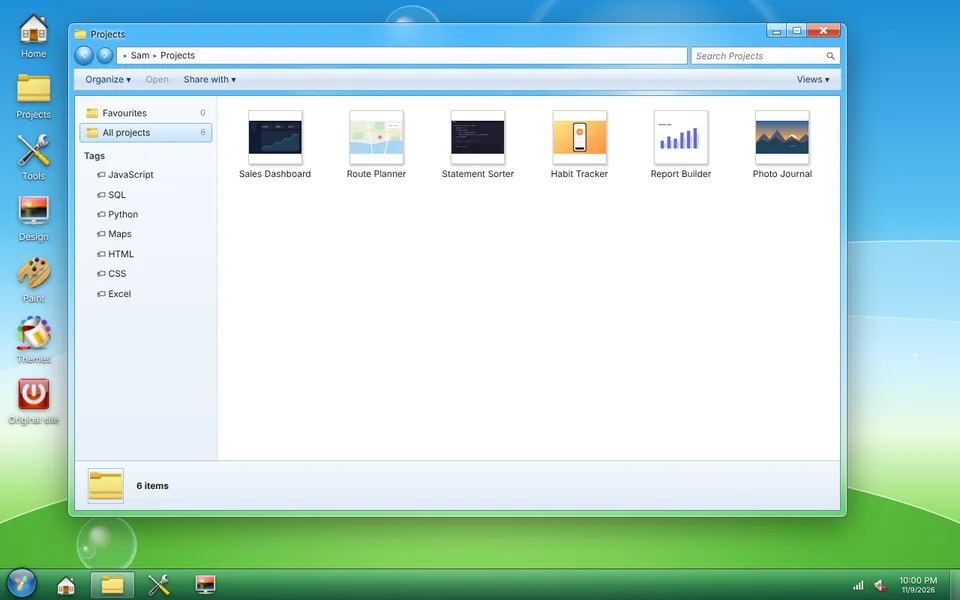 Home
Projects
Tools
Design
Paint
Themes
Original site
Projects
Sam
Projects
Search Projects
Organize
Open
Share with
Views
Favourites 0
All projects 6
Tags
JavaScript
SQL
Python
Maps
HTML
CSS
Excel
Sales Dashboard
Route Planner
Statement Sorter
Habit Tracker
Report Builder
Photo Journal
6 items
10:00 PM
11/9/2026